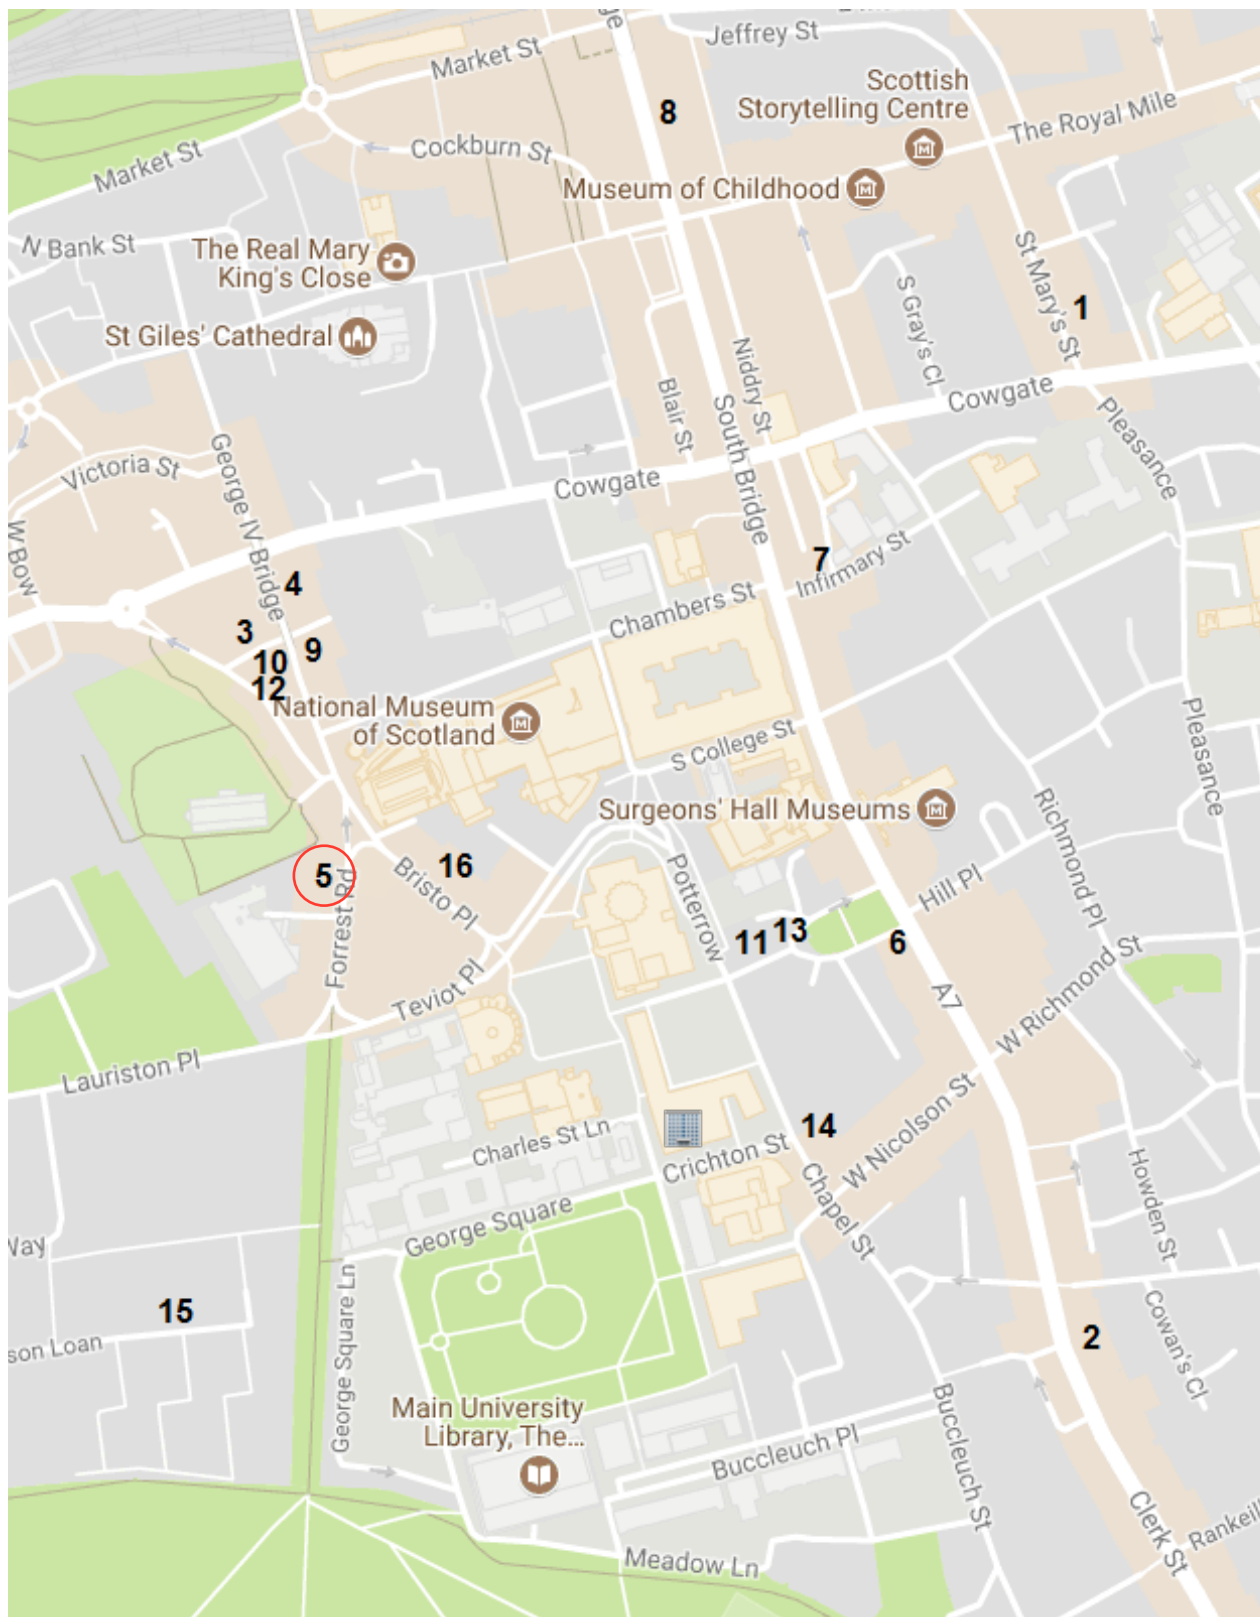 ge
Jeffrey St
Market St
8
Scottish
Storytelling Centre
The Royal Mile
Cockburn St
Market St
Museum of Childhood
N Bank St
The Real Mary
King's Close
St Mary's St
S Gray's Cl
1
St Giles' Cathedral
Niddry St
Blair St
South Bridge
Cowgate
Pleasance
Victoria St
George IV Bridge
Cowgate
W Bow
7
Infirmary St
4
Chambers St
3
9
10
12
National Museum
of Scotland
S College St
Pleasance
Surgeons' Hall Museums
Richmond Pl
5
16
Bristo Pl
Potterrow
Hill Pl
Forrest Rd
11
13
6
Teviot Pl
A7
W Richmond St
Lauriston Pl
Charles St Ln
Crichton St
14
W Nicolson St
Chapel St
Howden St
George Square
Way
15
son Loan
George Square Ln
2
Cowan's Cl
Main University
Library, The...
Buccleuch Pl
Buccleuch St
Clerk St
Rankeill
Meadow Ln